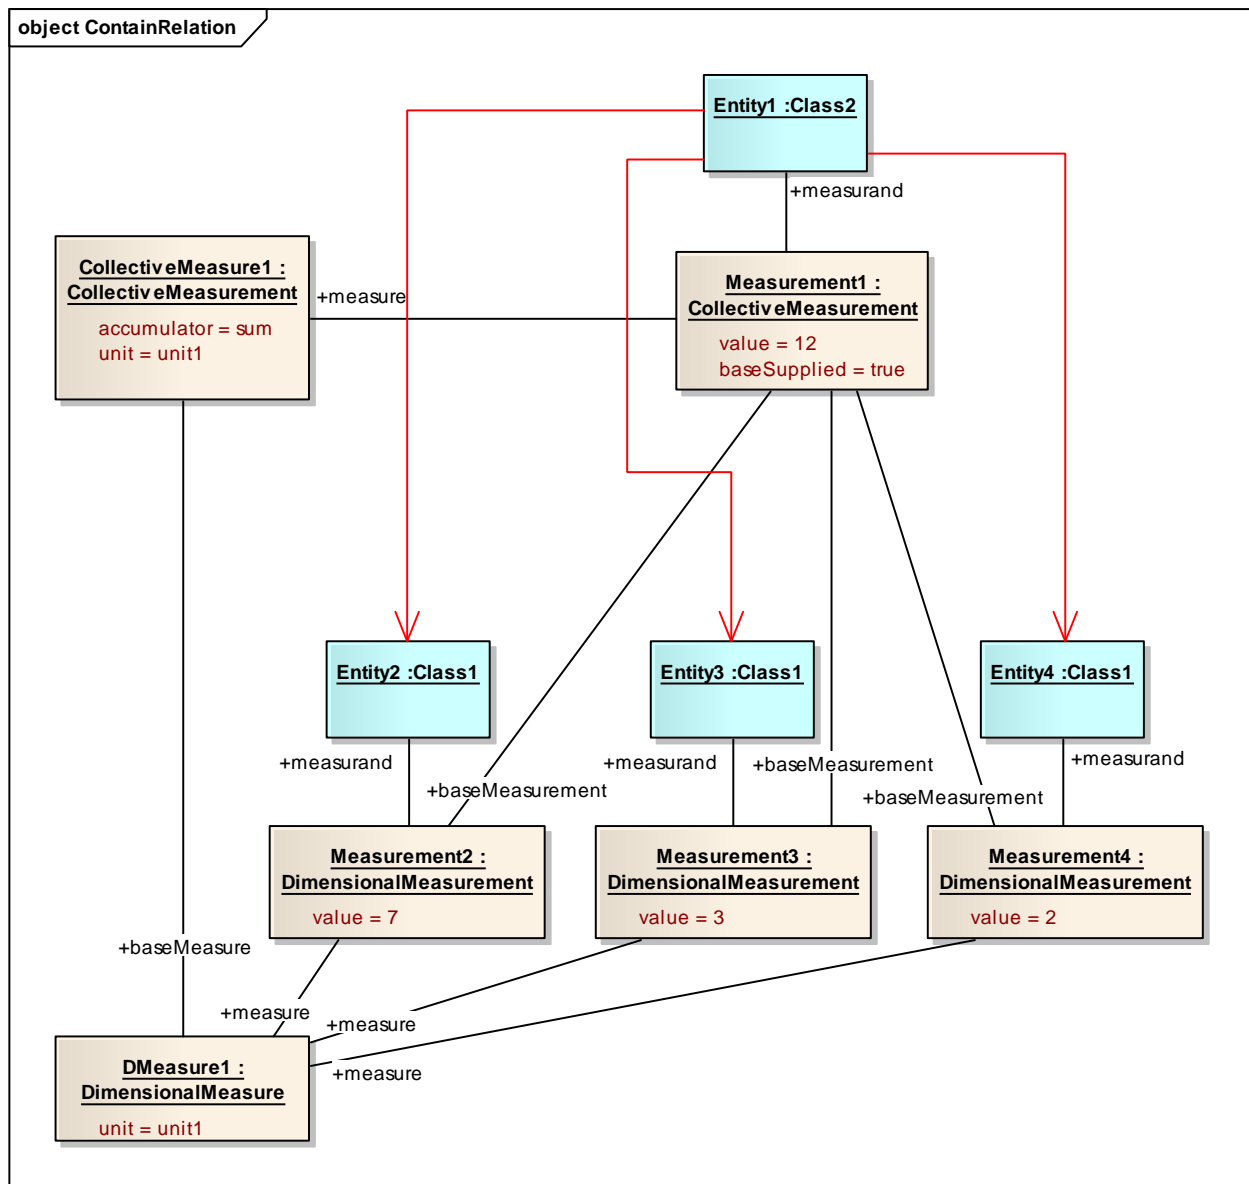 object ContainRelation
Entity1 :Class2
+measurand
CollectiveMeasure1 :
CollectiveMeasurement
accumulator = sum
unit = unit1
+measure
Measurement1 :
CollectiveMeasurement
value = 12
baseSupplied = true
Entity2 :Class1
Entity3 :Class1
Entity4 :Class1
+measurand
+baseMeasurement
+measurand
+baseMeasurement
+baseMeasurement
+measurand
Measurement2 :
DimensionalMeasurement
value = 7
Measurement3 :
DimensionalMeasurement
value = 3
Measurement4 :
DimensionalMeasurement
value = 2
+baseMeasure
+measure
+measure
+measure
DMeasure1 :
DimensionalMeasure
unit = unit1